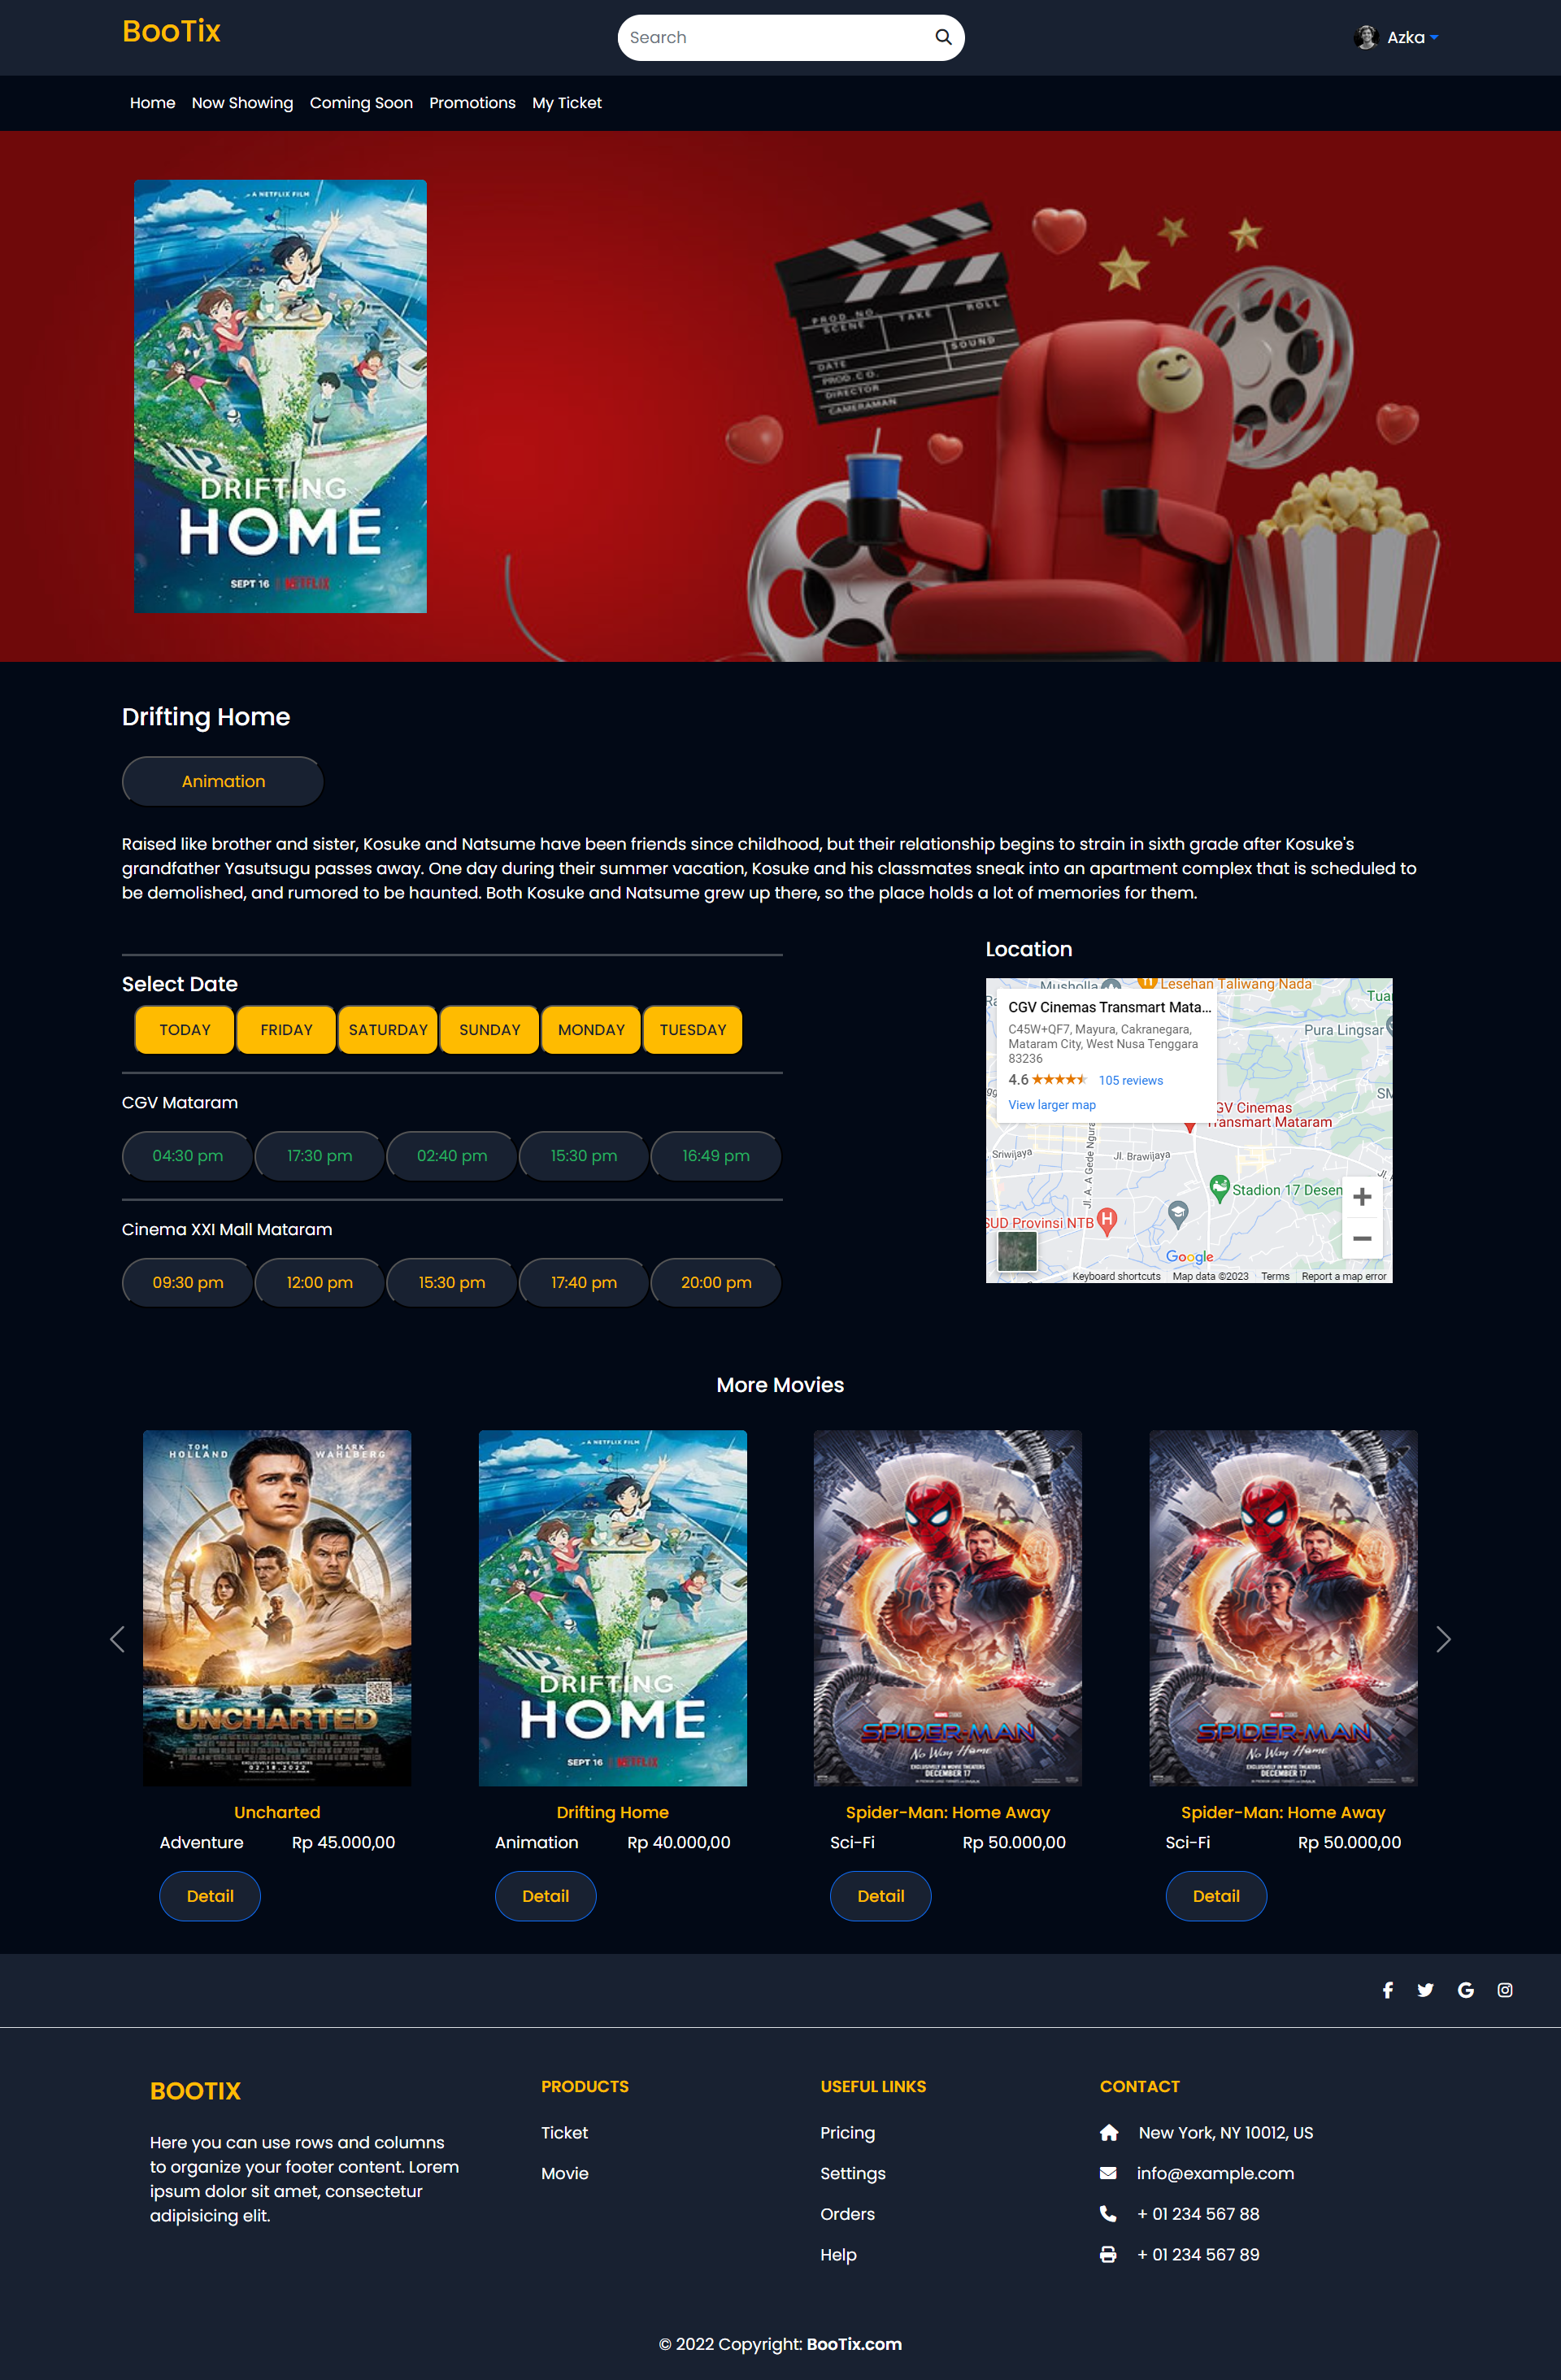 BooTix
Search
Azka
Home Now Showing Coming Soon Promotions My Ticket
A NETFLIX FILM
PROD. NO.
SCENE TAKE ROLL
SOUND
DATE
PROD.CO.
DIRECTOR
CAMERAMAN
DRIFTING
HOME
SEPT 16 | NETFLIX
Drifting Home
Animation
Raised like brother and sister, Kosuke and Natsume have been friends since childhood, but their relationship begins to strain in sixth grade after Kosuke's
grandfather Yasutsugu passes away. One day during their summer vacation, Kosuke and his classmates sneak into an apartment complex that is scheduled to
be demolished, and rumored to be haunted. Both Kosuke and Natsume grew up there, so the place holds a lot of memories for them.
Select Date
TODAY FRIDAY SATURDAY SUNDAY MONDAY TUESDAY
CGV Mataram
04:30 pm 17:30 pm 02:40 pm 15:30 pm 16:49 pm
Cinema XXI Mall Mataram
09:30 pm 12:00 pm 15:30 pm 17:40 pm 20:00 pm
Location
Musholla Lesehan Taliwang Nada
Tua
CGV Cinemas Transmart Mata...
C45W+QF7, Mayura, Cakranegara,
Mataram City, West Nusa Tenggara
83236
4.6 105 reviews
View larger map
Pura Lingsar
SM
GV Cinemas
Transmart Mataram
Sriwijaya
Jl. A. A Gede Ngura
Jl. Brawijaya
Jl.
Stadion 17 Desen
SUD Provinsi NTB
Google
Keyboard shortcuts Map data ©2023 Terms Report a map error
More Movies
TOM
HOLLAND
MARK
WAHLBERG
UNCHARTED
EXCLUSIVELY IN MOVIE THEATERS
02.18.2022
A NETFLIX FILM
DRIFTING
HOME
SEPT 16 | NETFLIX
SPIDER-MAN
No Way Home
EXCLUSIVELY IN MOVIE THEATERS
DECEMBER 17
SPIDER-MAN
No Way Home
EXCLUSIVELY IN MOVIE THEATERS
DECEMBER 17
Uncharted
Adventure Rp 45.000,00
Detail
Drifting Home
Animation Rp 40.000,00
Detail
Spider-Man: Home Away
Sci-Fi Rp 50.000,00
Detail
Spider-Man: Home Away
Sci-Fi Rp 50.000,00
Detail
BOOTIX
Here you can use rows and columns
to organize your footer content. Lorem
ipsum dolor sit amet, consectetur
adipisicing elit.
PRODUCTS
Ticket
Movie
USEFUL LINKS
Pricing
Settings
Orders
Help
CONTACT
New York, NY 10012, US
info@example.com
+ 01 234 567 88
+ 01 234 567 89
© 2022 Copyright: BooTix.com